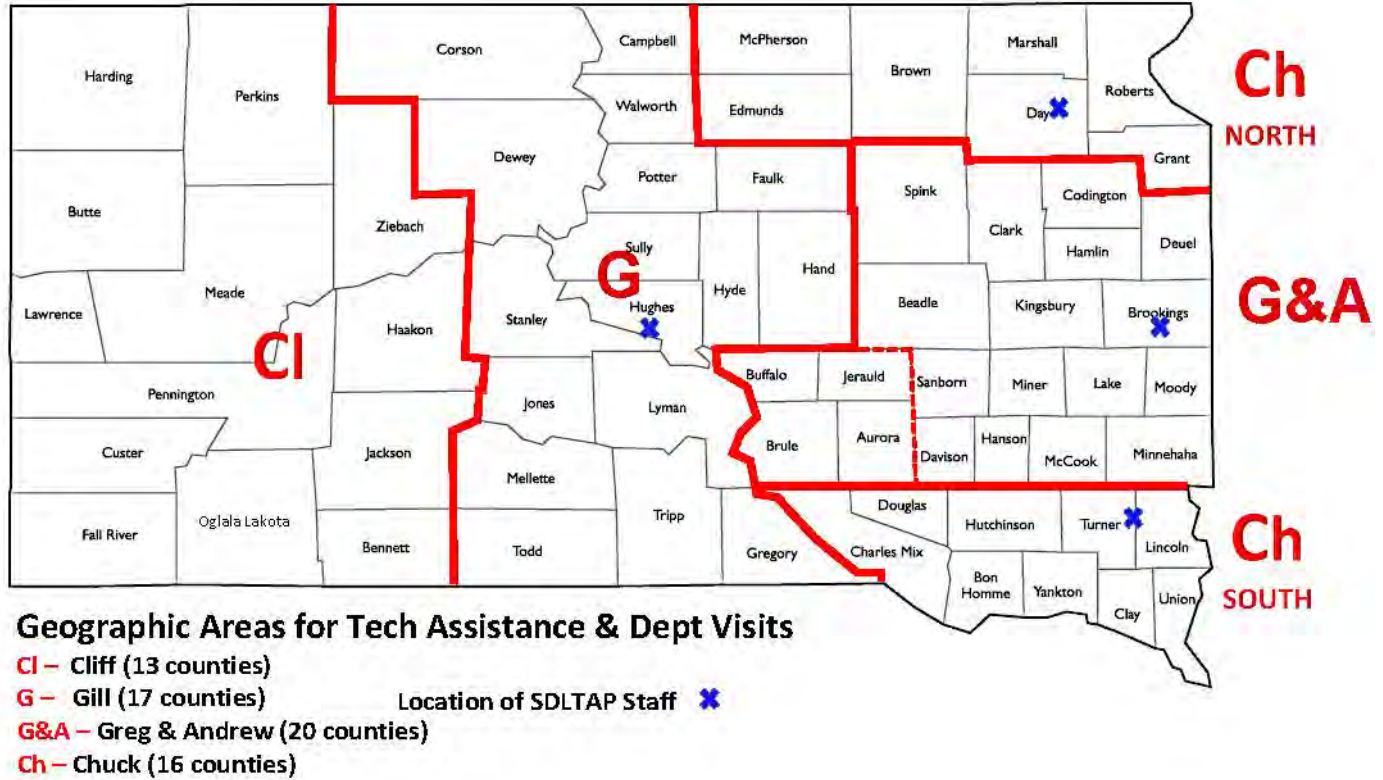 Harding
Perkins
Corson
Campbell
McPherson
Brown
Marshall
Roberts
Ch
NORTH
Walworth
Edmunds
Day
Dewey
Potter
Faulk
Spink
Grant
Codington
Butte
Ziebach
Sully
Clark
Hamlin
Deuel
G
Hand
Meade
Hyde
Lawrence
Haakon
Stanley
Hughes
Beadle
Kingsbury
Brookings
G&A
Cl
Pennington
Buffalo
Jerauld
Sanborn
Miner
Lake
Moody
Jones
Lyman
Custer
Jackson
Brule
Aurora
Davison
Hanson
McCook
Minnehaha
Mellette
Fall River
Oglala Lakota
Bennett
Todd
Tripp
Gregory
Douglas
Charles Mix
Hutchinson
Turner
Lincoln
Ch
SOUTH
Bon
Homme
Yankton
Clay
Union
Geographic Areas for Tech Assistance & Dept Visits
Cl – Cliff (13 counties)
G – Gill (17 counties)
Location of SDLTAP Staff
G&A – Greg & Andrew (20 counties)
Ch – Chuck (16 counties)